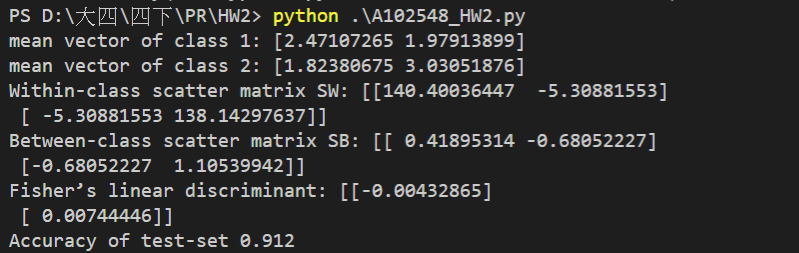 PS D:\大四\四下\PR\HW2> python .\A102548_HW2.py
mean vector of class 1: [2.47107265 1.97913899]
mean vector of class 2: [1.82380675 3.03051876]
Within-class scatter matrix SW: [[140.40036447  -5.30881553]
 [ -5.30881553 138.14297637]]
Between-class scatter matrix SB: [[ 0.41895314 -0.68052227]
 [-0.68052227  1.10539942]]
Fisher’s linear discriminant: [[-0.00432865]
 [ 0.00744446]]
Accuracy of test-set 0.912